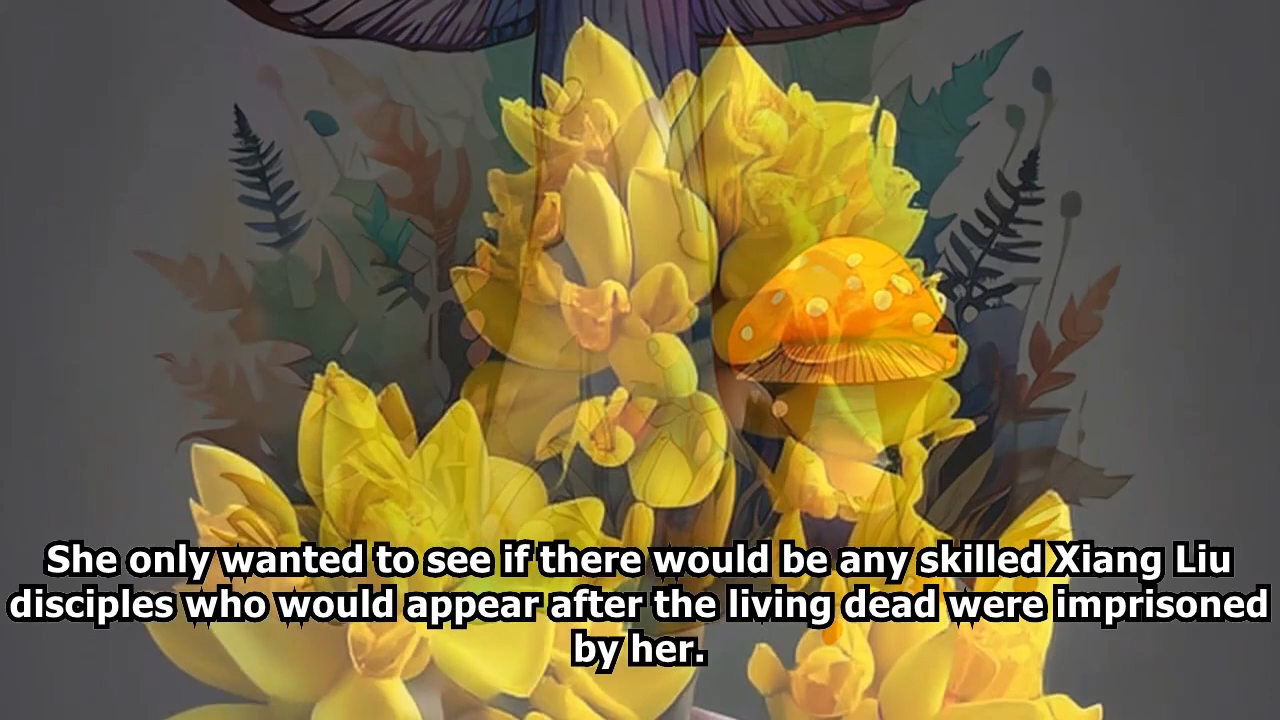 She only wanted to see if there would be any skilled Xiang Liu
disciples who would appear after the living dead were imprisoned
by her.